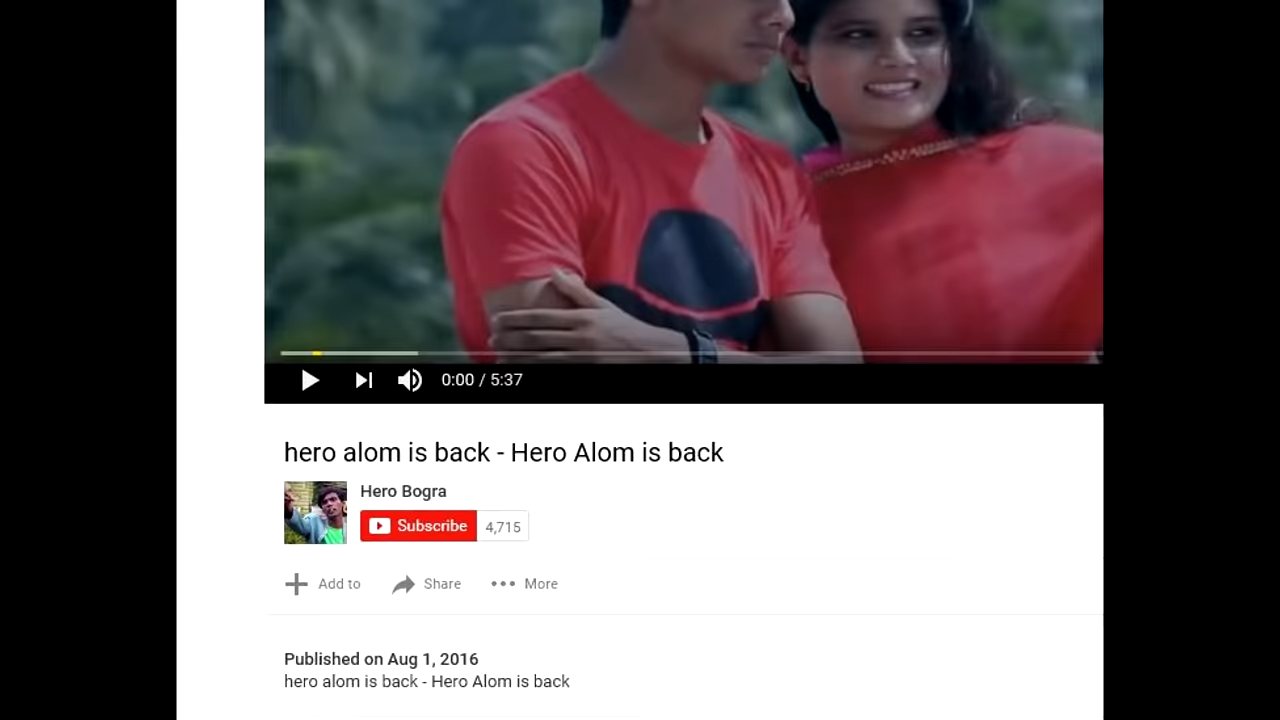 0:00 / 5:37
hero alom is back - Hero Alom is back
Hero Bogra
Subscribe 4,715
Add to Share More
Published on Aug 1, 2016
hero alom is back - Hero Alom is back